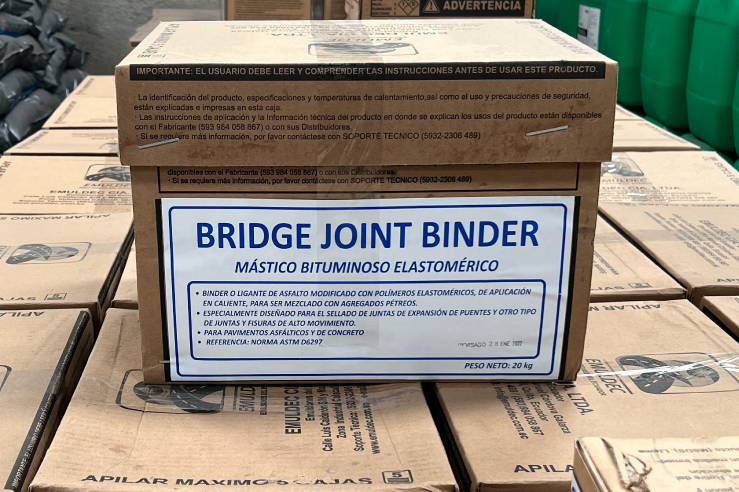 ADVERTENCIA
EMULDEC LTDA
IMPORTANTE: EL USUARIO DEBE LEER Y COMPRENDER LAS INSTRUCCIONES ANTES DE USAR ESTE PRODUCTO.
La identificación del producto, especificaciones y temperaturas de calentamiento,así como el uso y precauciones de seguridad,
están explicadas e impresas en esta caja.
· Las instrucciones de aplicación y la Información técnica del producto en donde se explican los usos del producto están disponibles
con el Fabricante (593 984 058 867) o con sus Distribuidores.
· Si se requiere más información, por favor contáctese con SOPORTE TECNICO (5932-2306 489)
disponibles con el Fabricante (593 984 058 867) o con sus Distribuidores.
· Si se requiere más información, por favor contáctese con SOPORTE TECNICO (5932-2306 489)
BRIDGE JOINT BINDER
MÁSTICO BITUMINOSO ELASTOMÉRICO
• BINDER O LIGANTE DE ASFALTO MODIFICADO CON POLÍMEROS ELASTOMÉRICOS, DE APLICACIÓN
EN CALIENTE, PARA SER MEZCLADO CON AGREGADOS PÉTREOS.
• ESPECIALMENTE DISEÑADO PARA EL SELLADO DE JUNTAS DE EXPANSIÓN DE PUENTES Y OTRO TIPO
DE JUNTAS Y FISURAS DE ALTO MOVIMIENTO.
• PARA PAVIMENTOS ASFÁLTICOS Y DE CONCRETO
• REFERENCIA: NORMA ASTM D6297
REVISADO 28 ENE 2022
PESO NETO: 20 kg
EMULDEC
APILAR MAXIMO 5 CAJAS